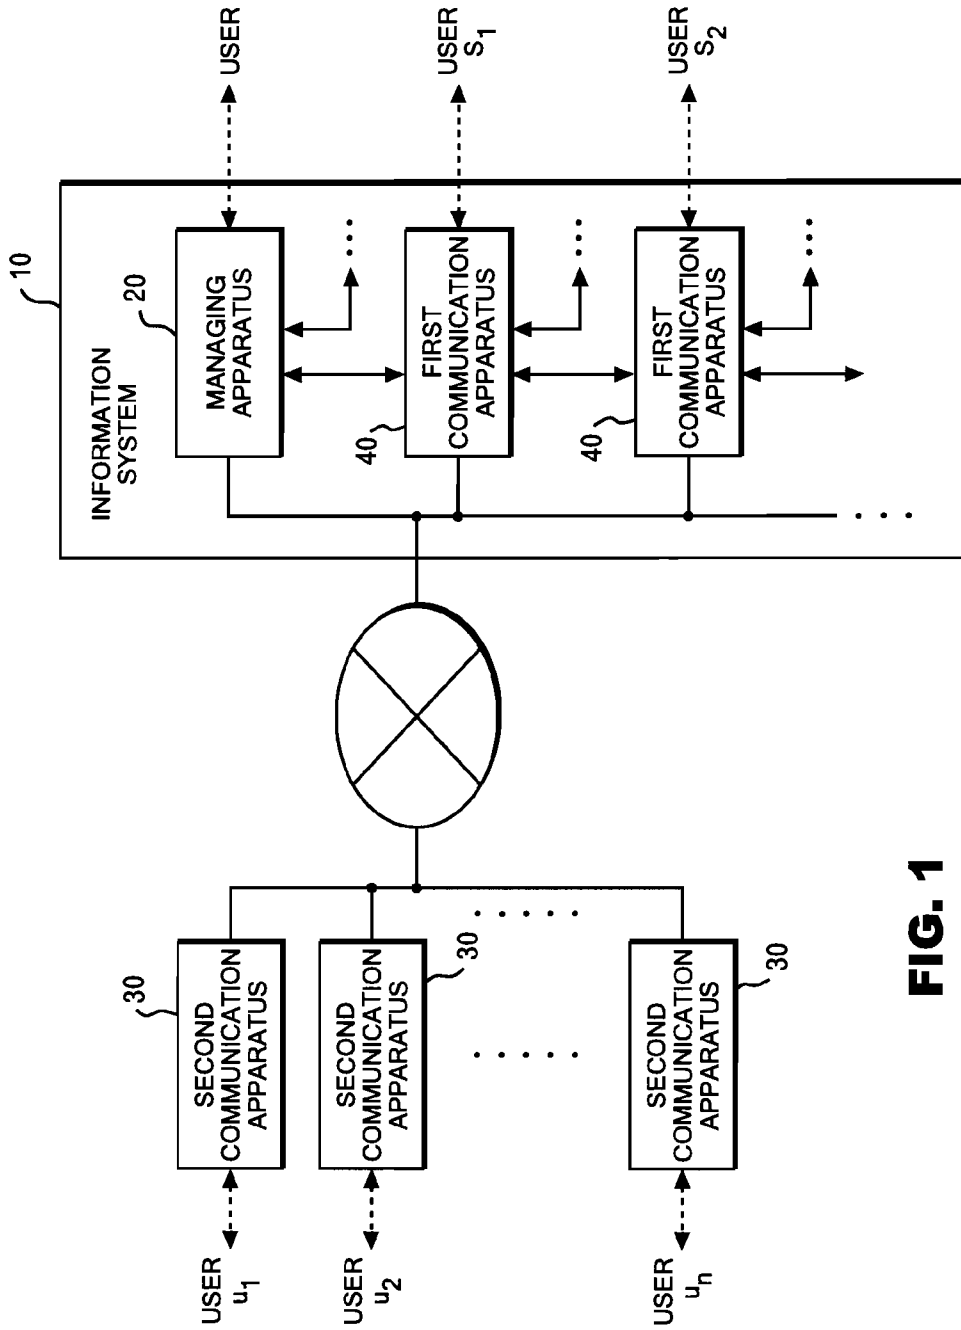 10
INFORMATION
SYSTEM
20
MANAGING
APPARATUS
USER
40
FIRST
COMMUNICATION
APPARATUS
USER
S1
40
FIRST
COMMUNICATION
APPARATUS
USER
S2
30
SECOND
COMMUNICATION
APPARATUS
USER
u1
30
SECOND
COMMUNICATION
APPARATUS
USER
u2
30
SECOND
COMMUNICATION
APPARATUS
USER
un
FIG. 1